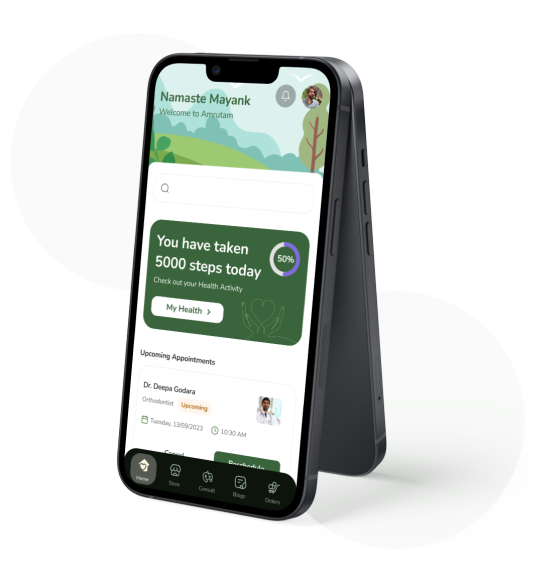 Namaste Mayank
Welcome to Amrutam
You have taken
5000 steps today
50%
Check out your Health Activity
My Health >
Upcoming Appointments
Dr. Deepa Godara
Orthodontist Upcoming
Tuesday, 13/09/2023 10:30 AM
Cancel Reschedule
Home Store Consult Blogs Orders